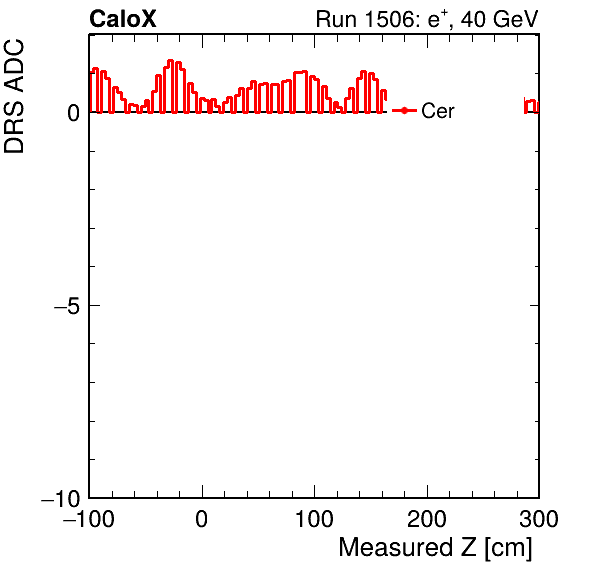 CaloX Run 1506: e⁺, 40 GeV
DRS ADC
0
−5
−10
Cer
−100 0 100 200 300
Measured Z [cm]